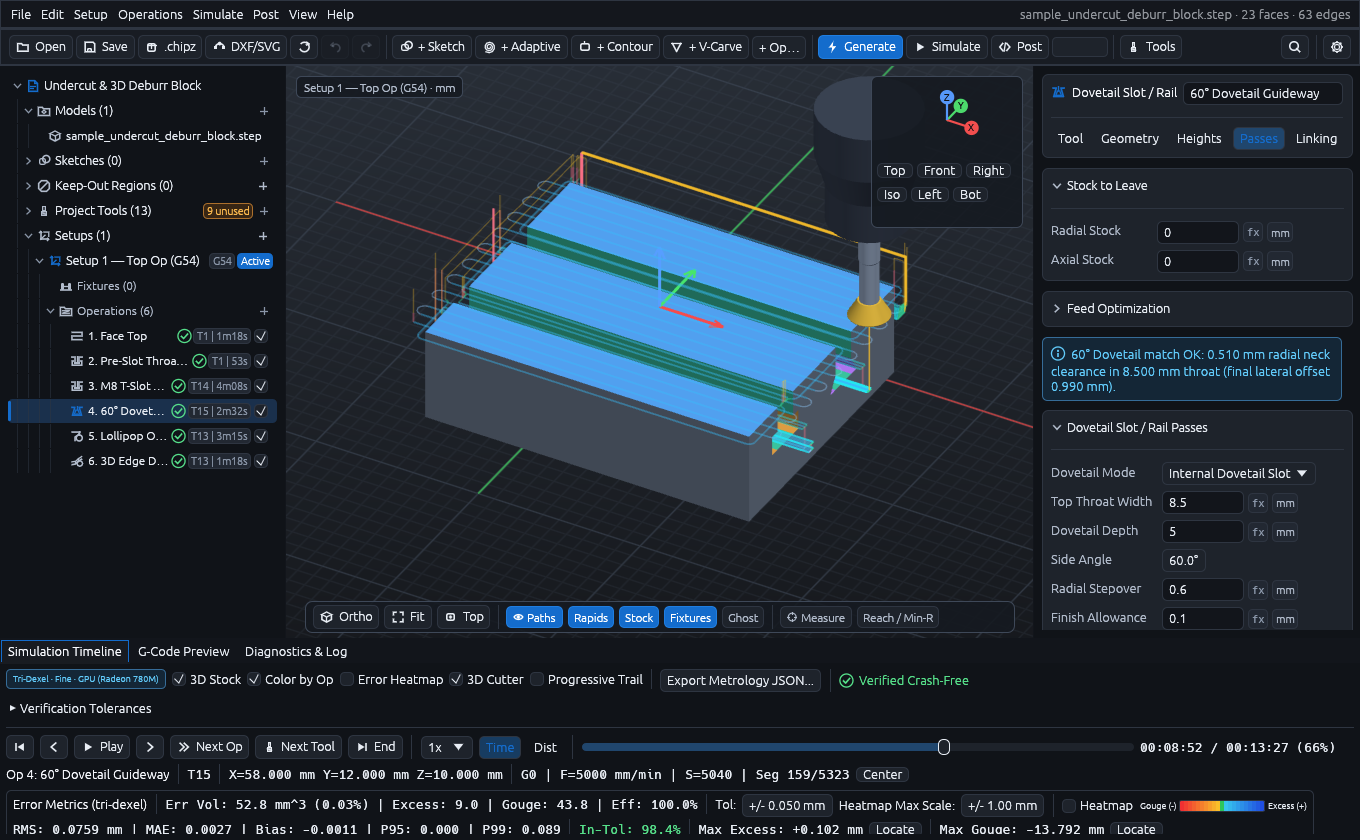 File Edit Setup Operations Simulate Post View Help
sample_undercut_deburr_block.step · 23 faces · 63 edges
Open Save .chipz DXF/SVG + Sketch + Adaptive + Contour + V-Carve + Op... Generate Simulate Post Tools
Undercut & 3D Deburr Block
Models (1) +
sample_undercut_deburr_block.step
Sketches (0) +
Keep-Out Regions (0) +
Project Tools (13) 9 unused +
Setups (1) +
Setup 1 — Top Op (G54) G54 Active
Fixtures (0)
Operations (6) +
1. Face Top T1 | 1m18s
2. Pre-Slot Throa... T1 | 53s
3. M8 T-Slot ... T14 | 4m08s
4. 60° Dovet... T15 | 2m32s
5. Lollipop O... T13 | 3m15s
6. 3D Edge D... T13 | 1m18s
Setup 1 — Top Op (G54) · mm
Z Y X
Top Front Right
Iso Left Bot
Ortho Fit Top Paths Rapids Stock Fixtures Ghost Measure Reach / Min-R
Dovetail Slot / Rail 60° Dovetail Guideway
Tool Geometry Heights Passes Linking
Stock to Leave
Radial Stock 0 fx mm
Axial Stock 0 fx mm
Feed Optimization
60° Dovetail match OK: 0.510 mm radial neck
clearance in 8.500 mm throat (final lateral offset
0.990 mm).
Dovetail Slot / Rail Passes
Dovetail Mode Internal Dovetail Slot
Top Throat Width 8.5 fx mm
Dovetail Depth 5 fx mm
Side Angle 60.0°
Radial Stepover 0.6 fx mm
Finish Allowance 0.1 fx mm
Simulation Timeline G-Code Preview Diagnostics & Log
Tri-Dexel · Fine · GPU (Radeon 780M) 3D Stock Color by Op Error Heatmap 3D Cutter Progressive Trail Export Metrology JSON... Verified Crash-Free
Verification Tolerances
Play Next Op Next Tool End 1x Time Dist 00:08:52 / 00:13:27 (66%)
Op 4: 60° Dovetail Guideway T15 X=58.000 mm Y=12.000 mm Z=10.000 mm G0 | F=5000 mm/min | S=5040 | Seg 159/5323 Center
Error Metrics (tri-dexel) Err Vol: 52.8 mm^3 (0.03%) | Excess: 9.0 | Gouge: 43.8 | Eff: 100.0% Tol: +/- 0.050 mm Heatmap Max Scale: +/- 1.00 mm Heatmap Gouge (-) Excess (+)
RMS: 0.0759 mm | MAE: 0.0027 | Bias: -0.0011 | P95: 0.000 | P99: 0.089 In-Tol: 98.4% Max Excess: +0.102 mm Locate Max Gouge: -13.792 mm Locate